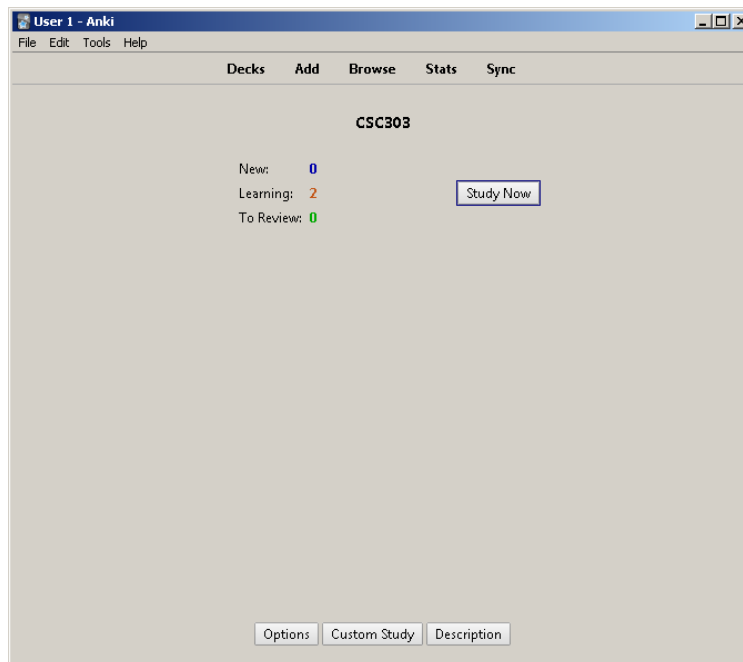 User 1 - Anki
File Edit Tools Help
Decks Add Browse Stats Sync
CSC303
New: 0
Learning: 2
Study Now
To Review: 0
Options Custom Study Description